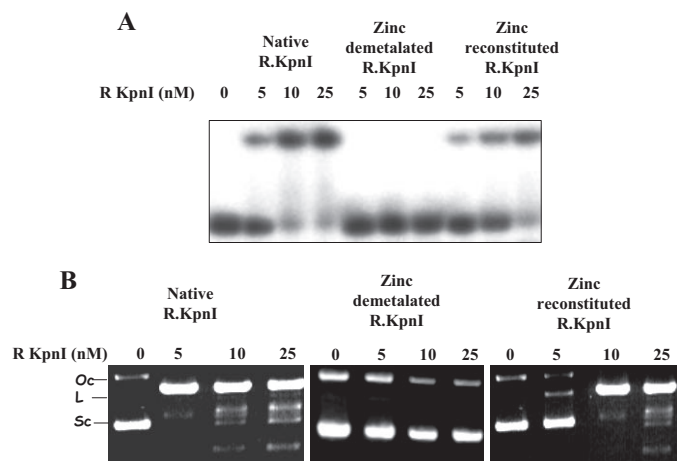 A
Native Zinc Zinc
R.KpnI demetalated reconstituted
R.KpnI R.KpnI
R KpnI (nM) 0 5 10 25 5 10 25 5 10 25
B
Native Zinc Zinc
R.KpnI demetalated reconstituted
R.KpnI R.KpnI
R KpnI (nM) 0 5 10 25 0 5 10 25 0 5 10 25
Oc
L
Sc